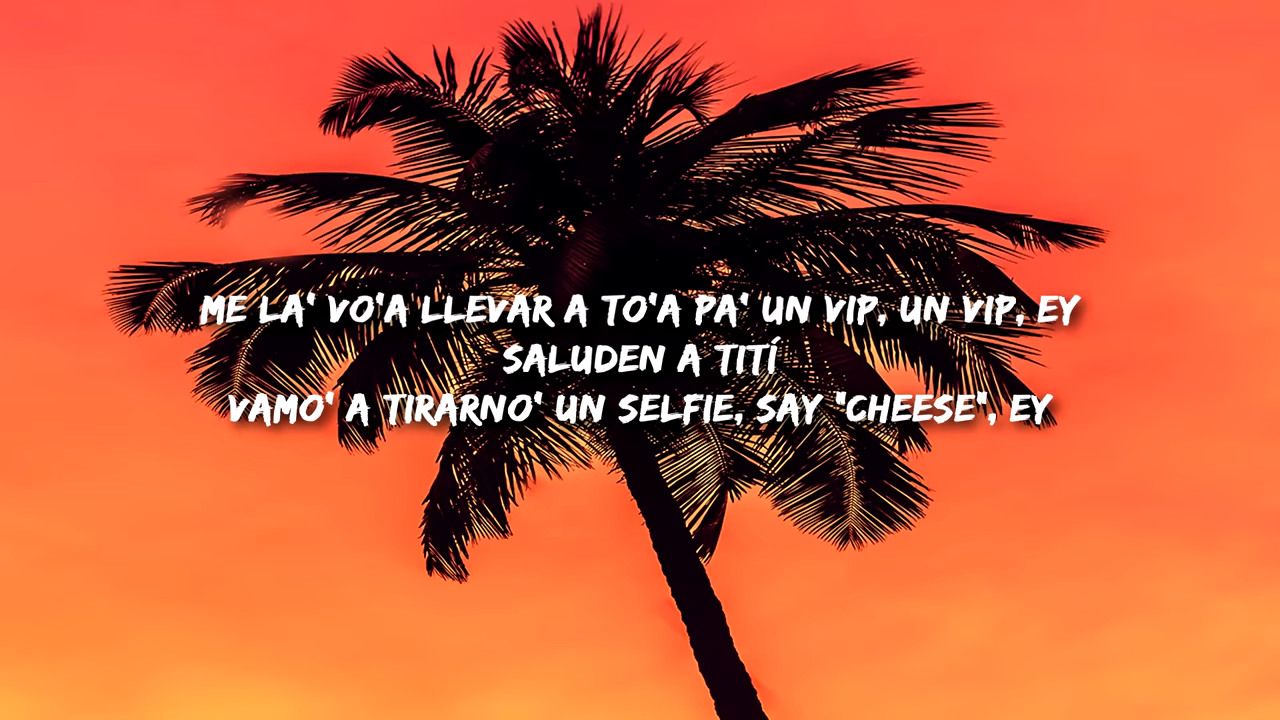 ME LA' VO'A LLEVAR A TO'A PA' UN VIP, UN VIP, EY
SALUDEN A TITÍ
VAMO' A TIRARNO' UN SELFIE, SAY "CHEESE", EY